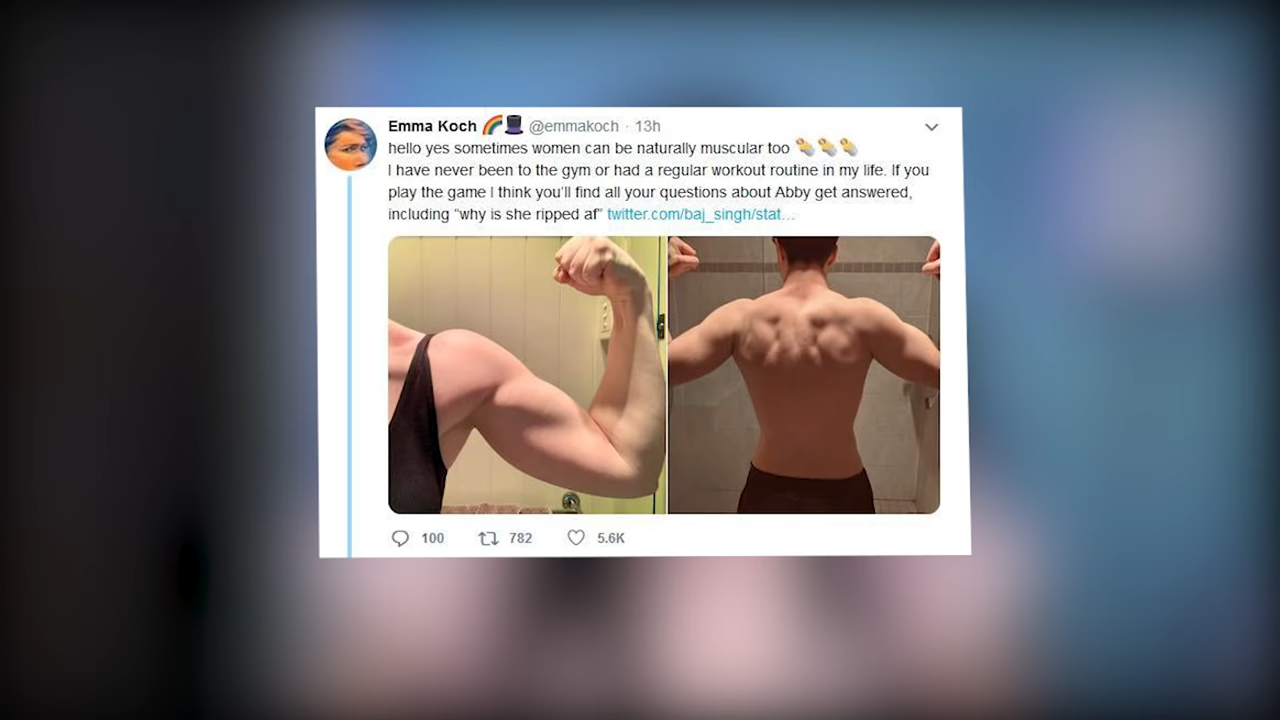 Emma Koch 🌈🎩 @emmakoch · 13h
hello yes sometimes women can be naturally muscular too 🌯🌯🌯
I have never been to the gym or had a regular workout routine in my life. If you
play the game I think you'll find all your questions about Abby get answered,
including “why is she ripped af” twitter.com/baj_singh/stat…
100 782 5.6K